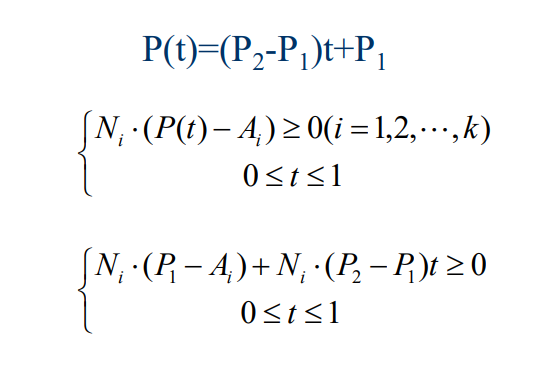 P(t)=(P₂-P₁)t+P₁
Nᵢ·(P(t)−Aᵢ)≥0(i=1,2,⋯,k)
0≤t≤1
Nᵢ·(P₁−Aᵢ)+Nᵢ·(P₂−P₁)t≥0
0≤t≤1